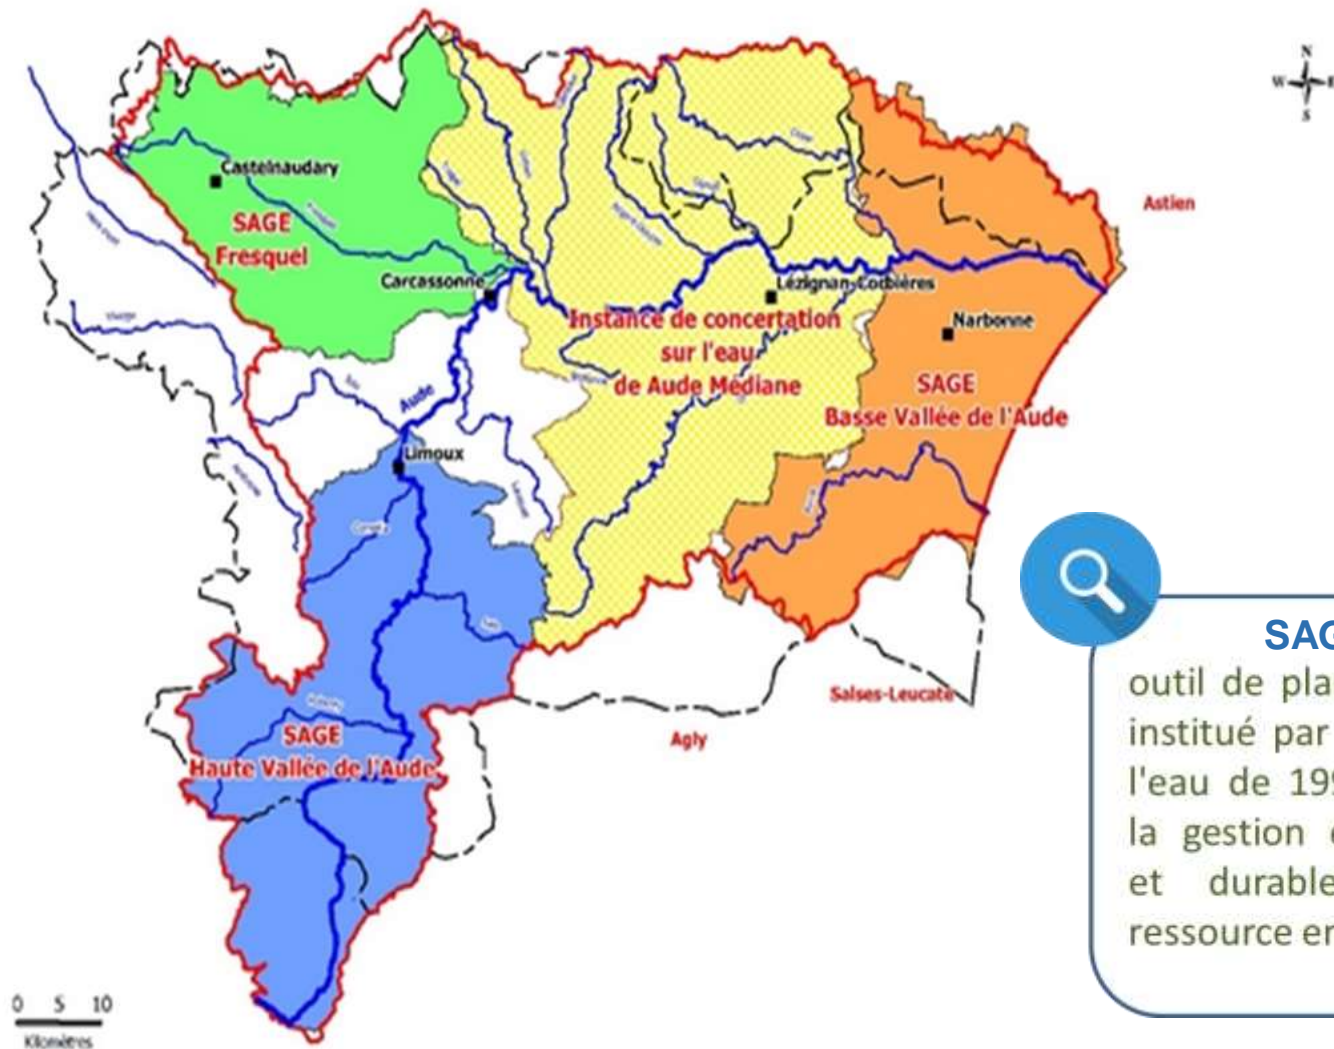 N
W E
S
Astien
Castelnaudary
SAGE
Fresquel
Fresquel
Carcassonne
Lézignan-Corbières
Instance de concertation
sur l'eau
de Aude Médiane
Narbonne
SAGE
Basse Vallée de l'Aude
Aude
Limoux
SAGE
Haute Vallée de l'Aude
Salses-Leucate
Agly
0 5 10
Kilomètres
SAG
outil de pla
institué par
l'eau de 199
la gestion
et durable
ressource en